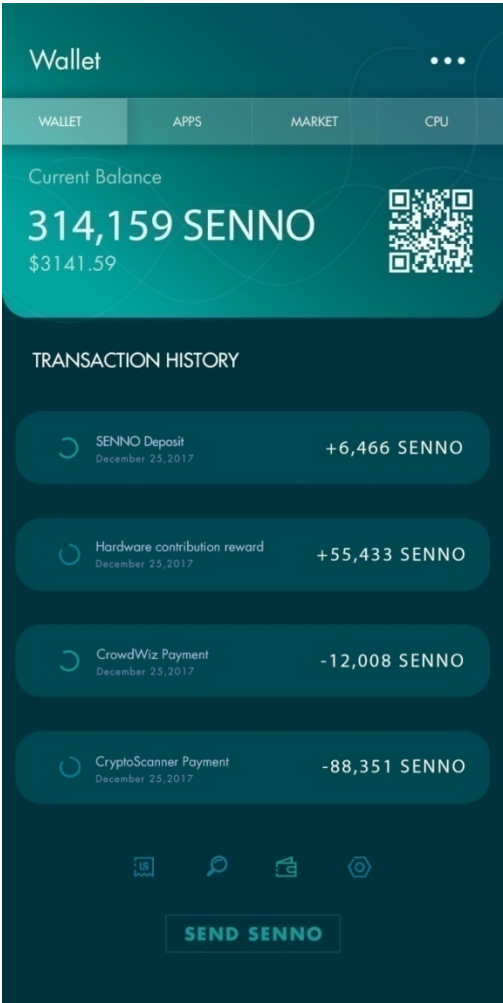 Wallet
WALLET APPS MARKET CPU
Current Balance
314,159 SENNO
$3141.59
TRANSACTION HISTORY
SENNO Deposit
December 25,2017
+6,466 SENNO
Hardware contribution reward
December 25,2017
+55,433 SENNO
CrowdWiz Payment
December 25,2017
-12,008 SENNO
CryptoScanner Payment
December 25,2017
-88,351 SENNO
SEND SENNO